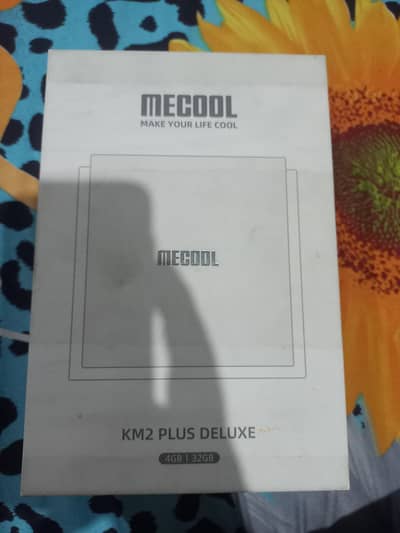 MECOOL
MAKE YOUR LIFE COOL
MECOOL
KM2 PLUS DELUXE
4GB | 32GB